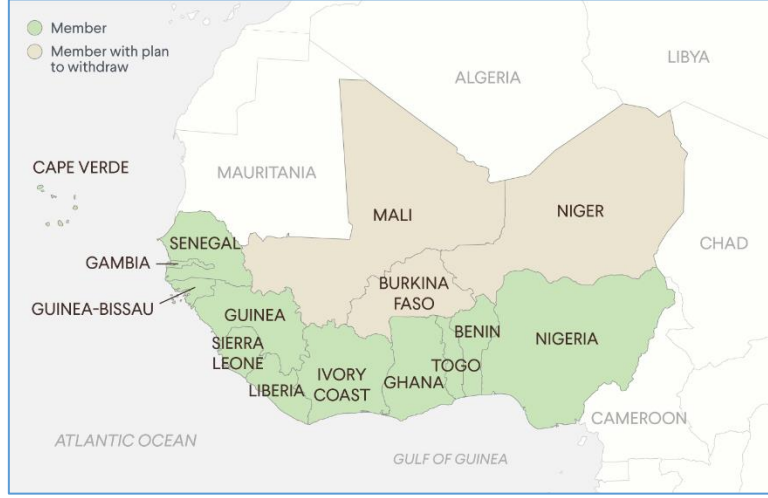 Member
Member with plan
to withdraw
LIBYA
ALGERIA
CAPE VERDE
MAURITANIA
MALI
NIGER
CHAD
SENEGAL
GAMBIA
GUINEA-BISSAU
BURKINA
FASO
GUINEA
BENIN
NIGERIA
SIERRA
LEONE
TOGO
IVORY
COAST
GHANA
LIBERIA
CAMEROON
ATLANTIC OCEAN
GULF OF GUINEA